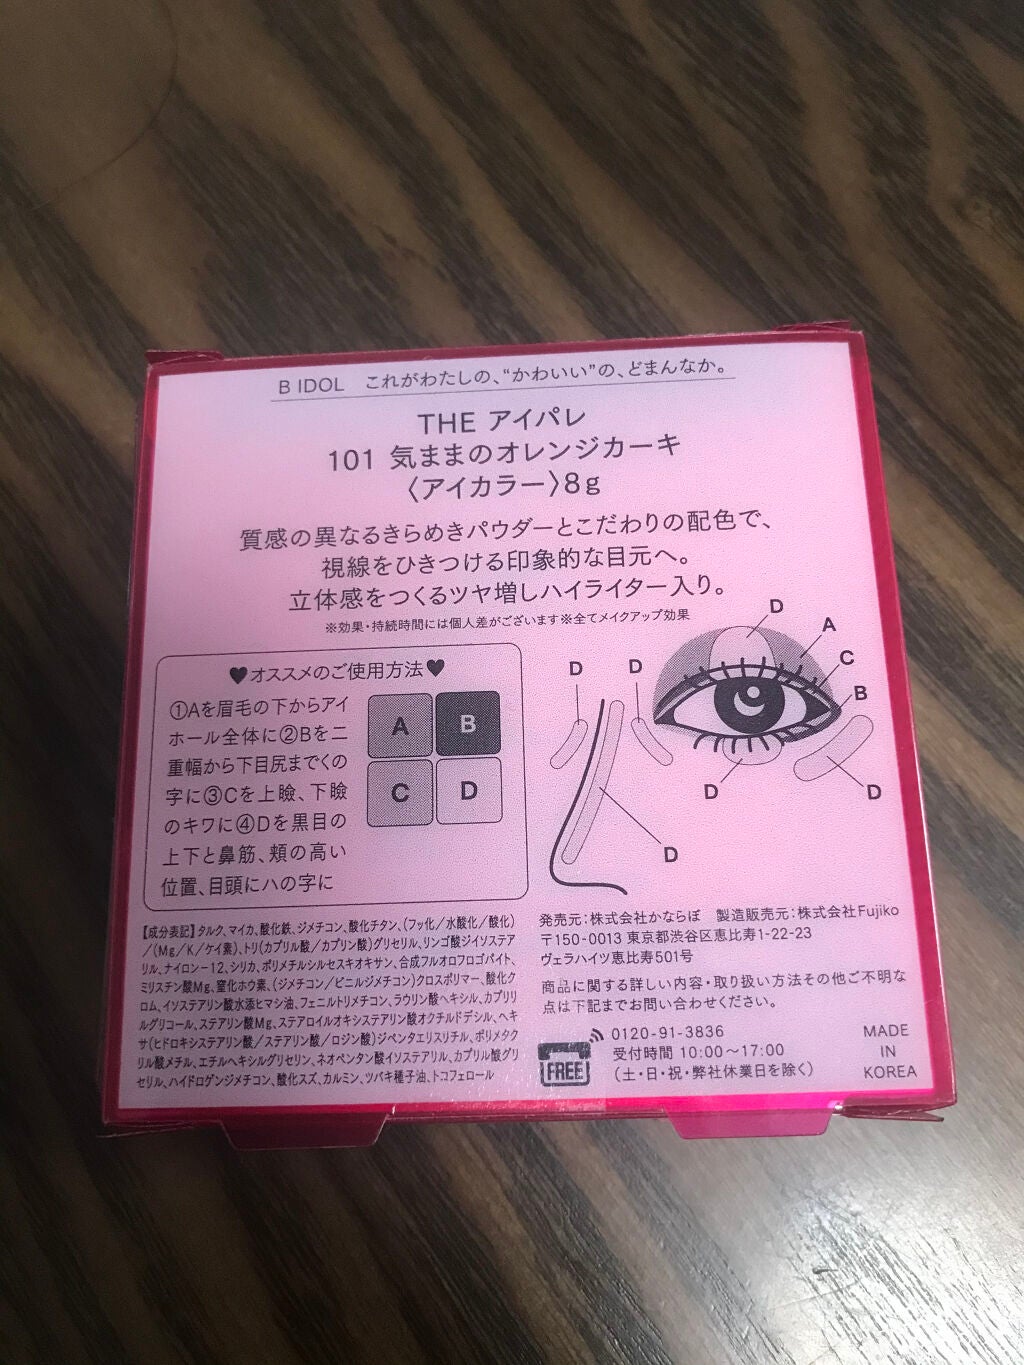 B IDOL これがわたしの、“かわいい”の、どまんなか。
THE アイパレ
101 気ままのオレンジカーキ
〈アイカラー〉8g
質感の異なるきらめきパウダーとこだわりの配色で、
視線をひきつける印象的な目元へ。
立体感をつくるツヤ増しハイライター入り。
※効果・持続時間には個人差がございます※全てメイクアップ効果
♥オススメのご使用方法♥
①Aを眉毛の下からアイ
ホール全体に②Bを二
重幅から下目尻までくの
字に③Cを上瞼、下瞼
のキワに④Dを黒目の
上下と鼻筋、頬の高い
位置、目頭にハの字に
A B
C D
D
A
C
B
D D
D
D
D
【成分表記】タルク、マイカ、酸化鉄、ジメチコン、酸化チタン、(フッ化/水酸化/酸化)
/(Mg/K/ケイ素)、トリ(カプリル酸/カプリン酸)グリセリル、リンゴ酸ジイソステア
リル、ナイロン-12、シリカ、ポリメチルシルセスキオキサン、合成フルオロフロゴパイト、
ミリスチン酸Mg、窒化ホウ素、(ジメチコン/ビニルジメチコン)クロスポリマー、酸化ク
ロム、イソステアリン酸水添ヒマシ油、フェニルトリメチコン、ラウリン酸ヘキシル、カプリリ
ルグリコール、ステアリン酸Mg、ステアロイルオキシステアリン酸オクチルドデシル、ヘキ
サ(ヒドロキシステアリン酸/ステアリン酸/ロジン酸)ジペンタエリスリチル、ポリメタク
リル酸メチル、エチルヘキシルグリセリン、ネオペンタン酸イソステアリル、カプリル酸グリ
セリル、ハイドロゲンジメチコン、酸化スズ、カルミン、ツバキ種子油、トコフェロール
発売元：株式会社かならぼ 製造販売元：株式会社Fujiko
〒150-0013 東京都渋谷区恵比寿1-22-23
ヴェラハイツ恵比寿501号
商品に関する詳しい内容・取り扱い方法その他ご不明な
点は下記までお問い合わせください。
FREE
0120-91-3836
受付時間 10:00〜17:00
(土・日・祝・弊社休業日を除く)
MADE
IN
KOREA